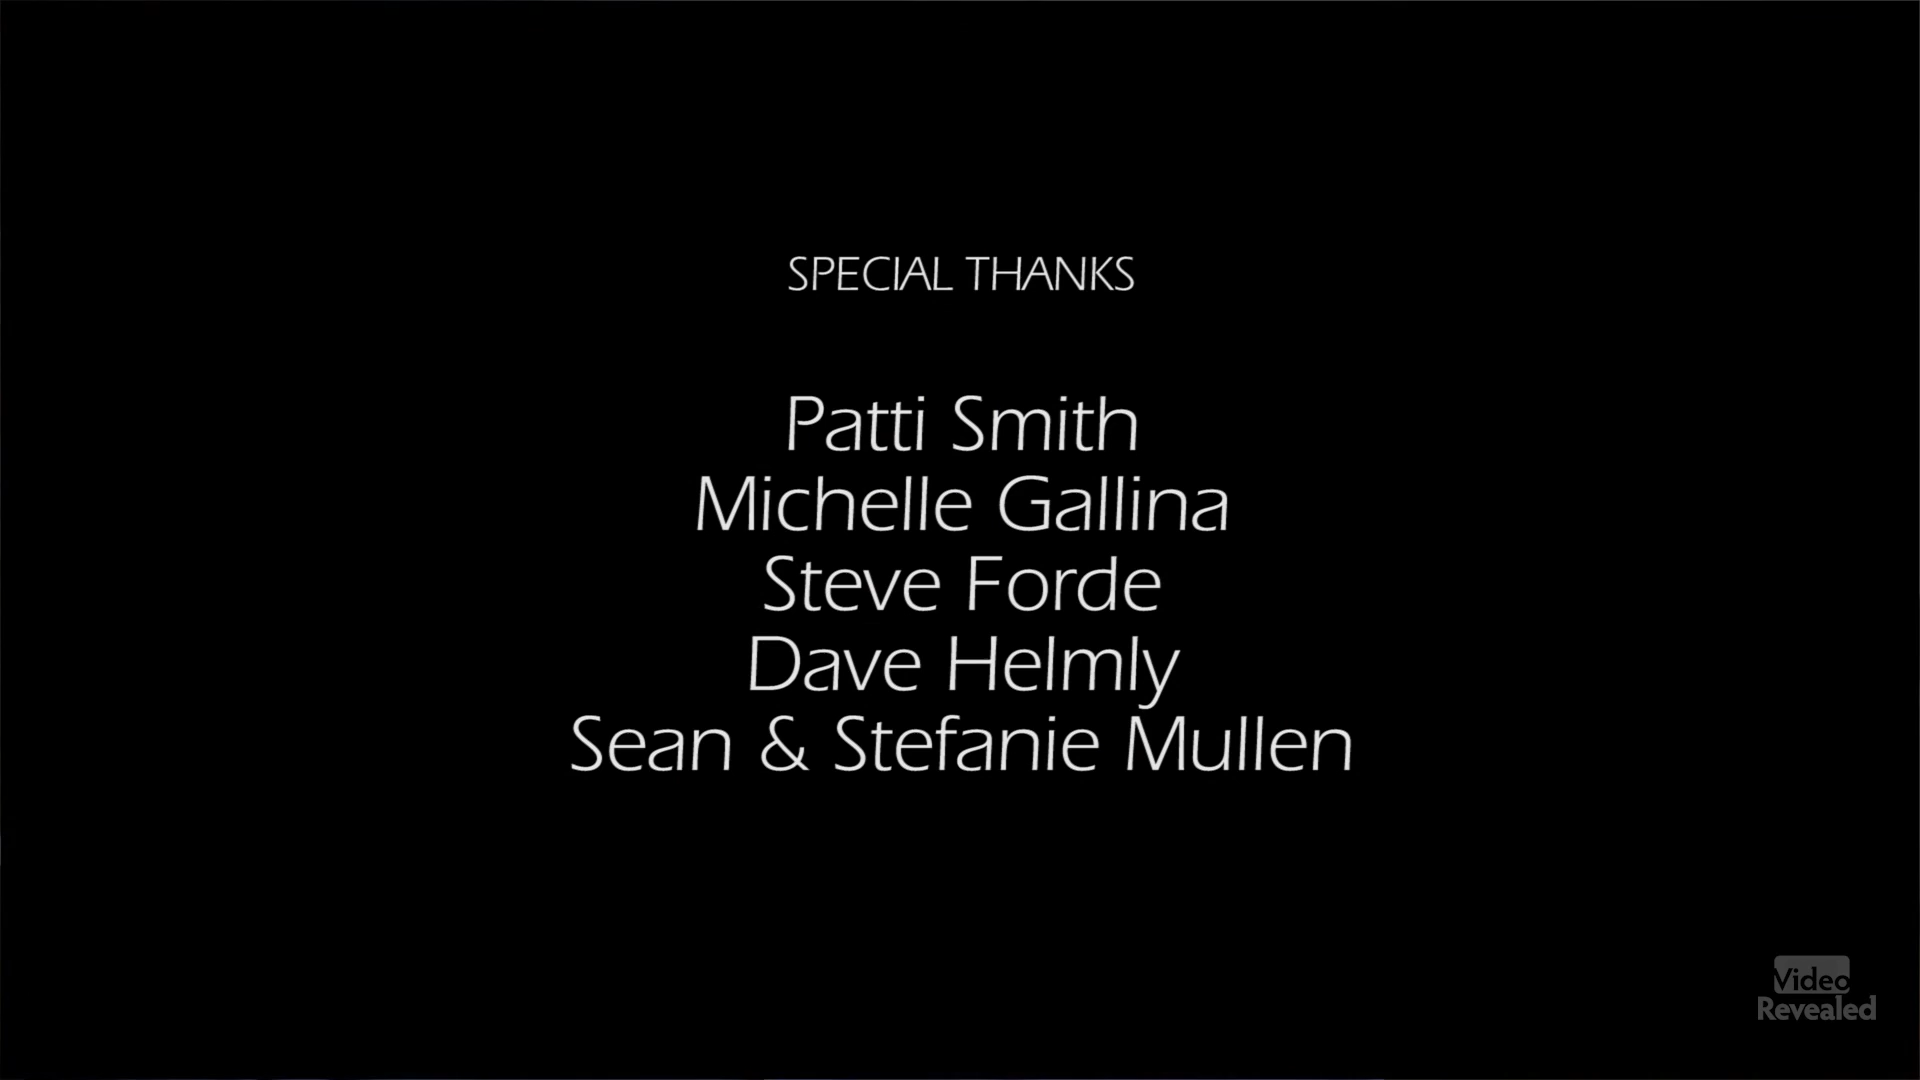 SPECIAL THANKS
Patti Smith
Michelle Gallina
Steve Forde
Dave Helmly
Sean & Stefanie Mullen
Video
Revealed